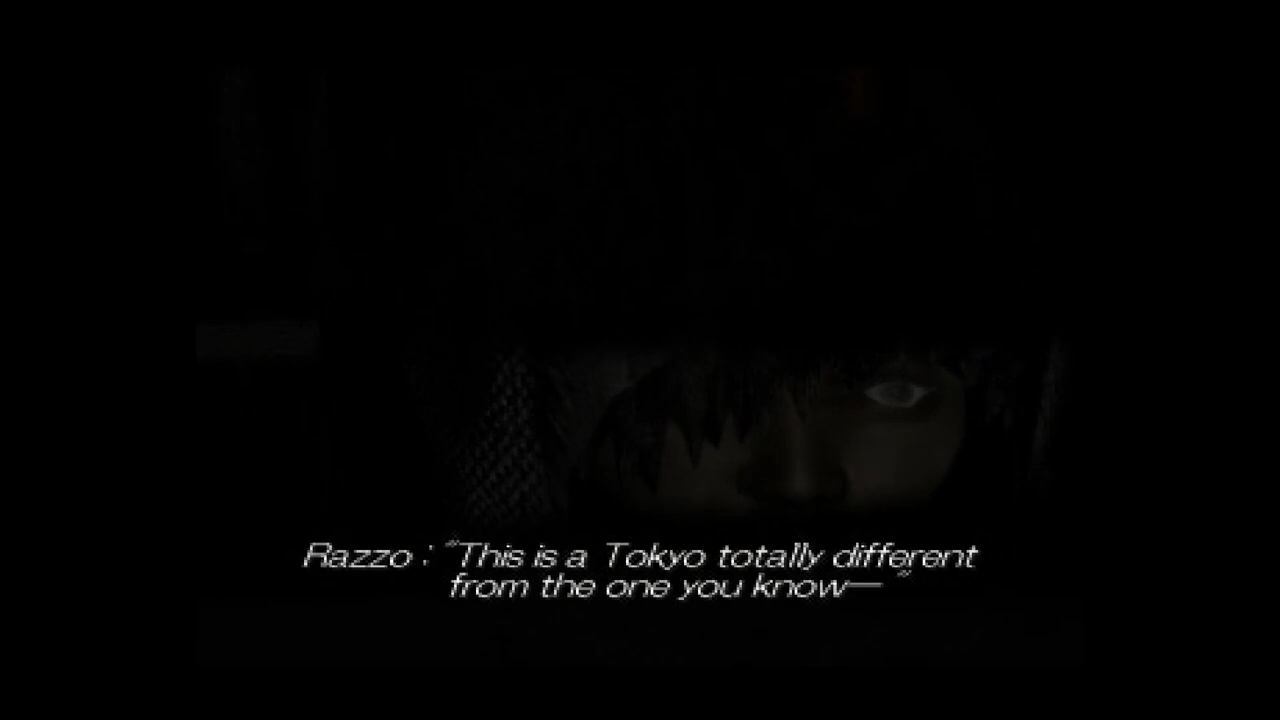 Razzo : "This is a Tokyo totally different
from the one you know— "